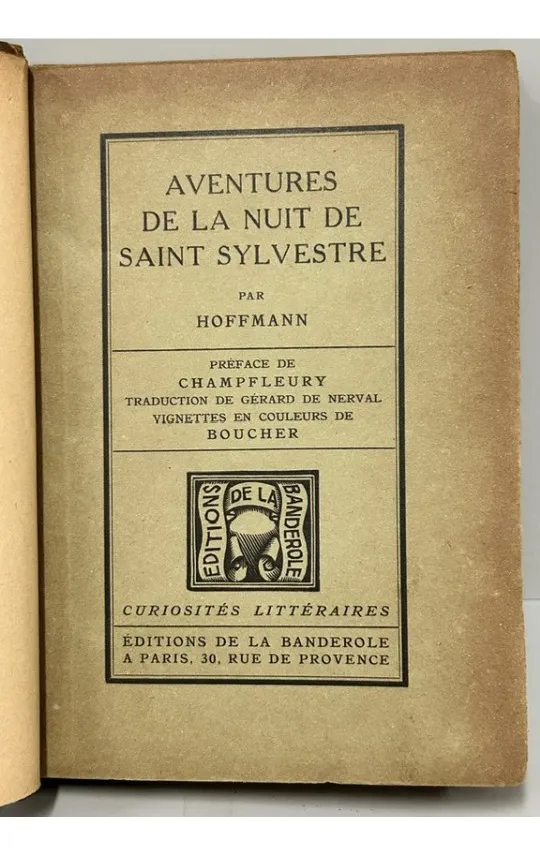 AVENTURES
DE LA NUIT DE
SAINT SYLVESTRE
PAR
HOFFMANN
PRÉFACE DE
CHAMPFLEURY
TRADUCTION DE GÉRARD DE NERVAL
VIGNETTES EN COULEURS DE
BOUCHER
EDITIONS DE LA BANDEROLE
CURIOSITÉS LITTÉRAIRES
ÉDITIONS DE LA BANDEROLE
A PARIS, 30, RUE DE PROVENCE